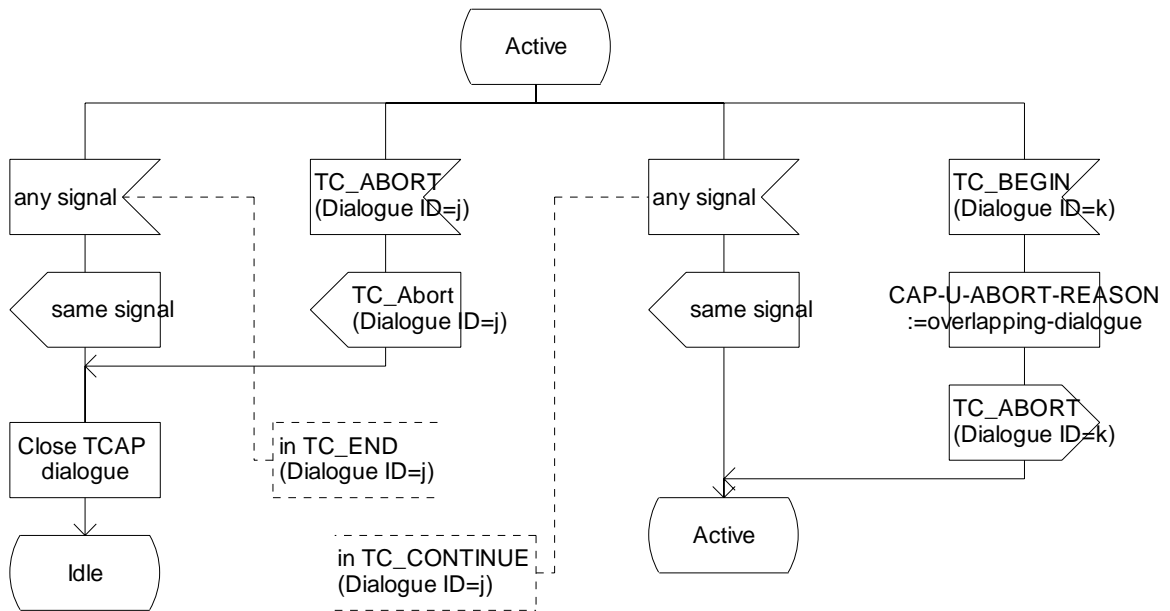 Active
any signal
TC_ABORT
(Dialogue ID=j)
any signal
TC_BEGIN
(Dialogue ID=k)
same signal
TC_Abort
(Dialogue ID=j)
same signal
CAP-U-ABORT-REASON
:=overlapping-dialogue
TC_ABORT
(Dialogue ID=k)
Close TCAP
dialogue
in TC_END
(Dialogue ID=j)
Active
Idle
in TC_CONTINUE
(Dialogue ID=j)